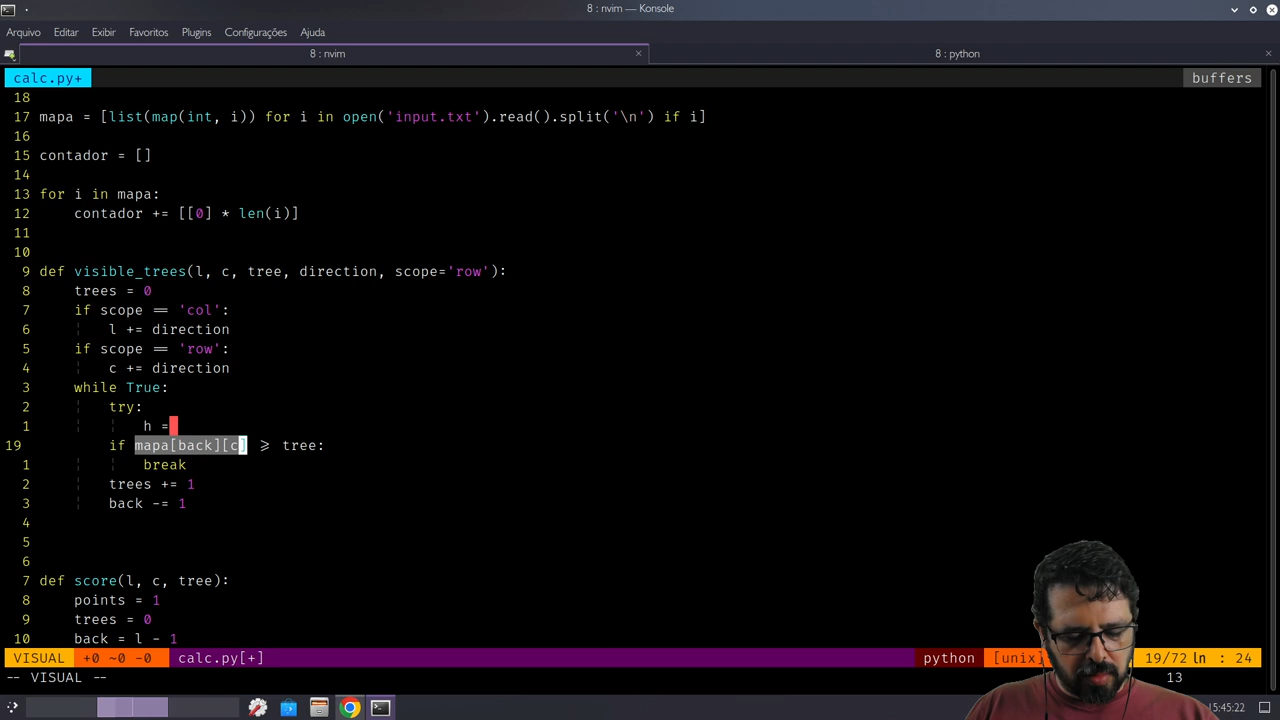 8 : nvim — Konsole
Arquivo Editar Exibir Favoritos Plugins Configurações Ajuda
8 : nvim
8 : python
calc.py+ buffers
18
17 mapa = [list(map(int, i)) for i in open('input.txt').read().split('\n') if i]
16
15 contador = []
14
13 for i in mapa:
12 contador += [[0] * len(i)]
11
10
9 def visible_trees(l, c, tree, direction, scope='row'):
8 trees = 0
7 if scope == 'col':
6 l += direction
5 if scope == 'row':
4 c += direction
3 while True:
2 try:
1 h =
19 if mapa[back][c] >= tree:
1 break
2 trees += 1
3 back -= 1
4
5
6
7 def score(l, c, tree):
8 points = 1
9 trees = 0
10 back = l - 1
VISUAL +0 ~0 -0 calc.py[+] python [unix] 19/72 ln : 24
-- VISUAL -- 13
15:45:22